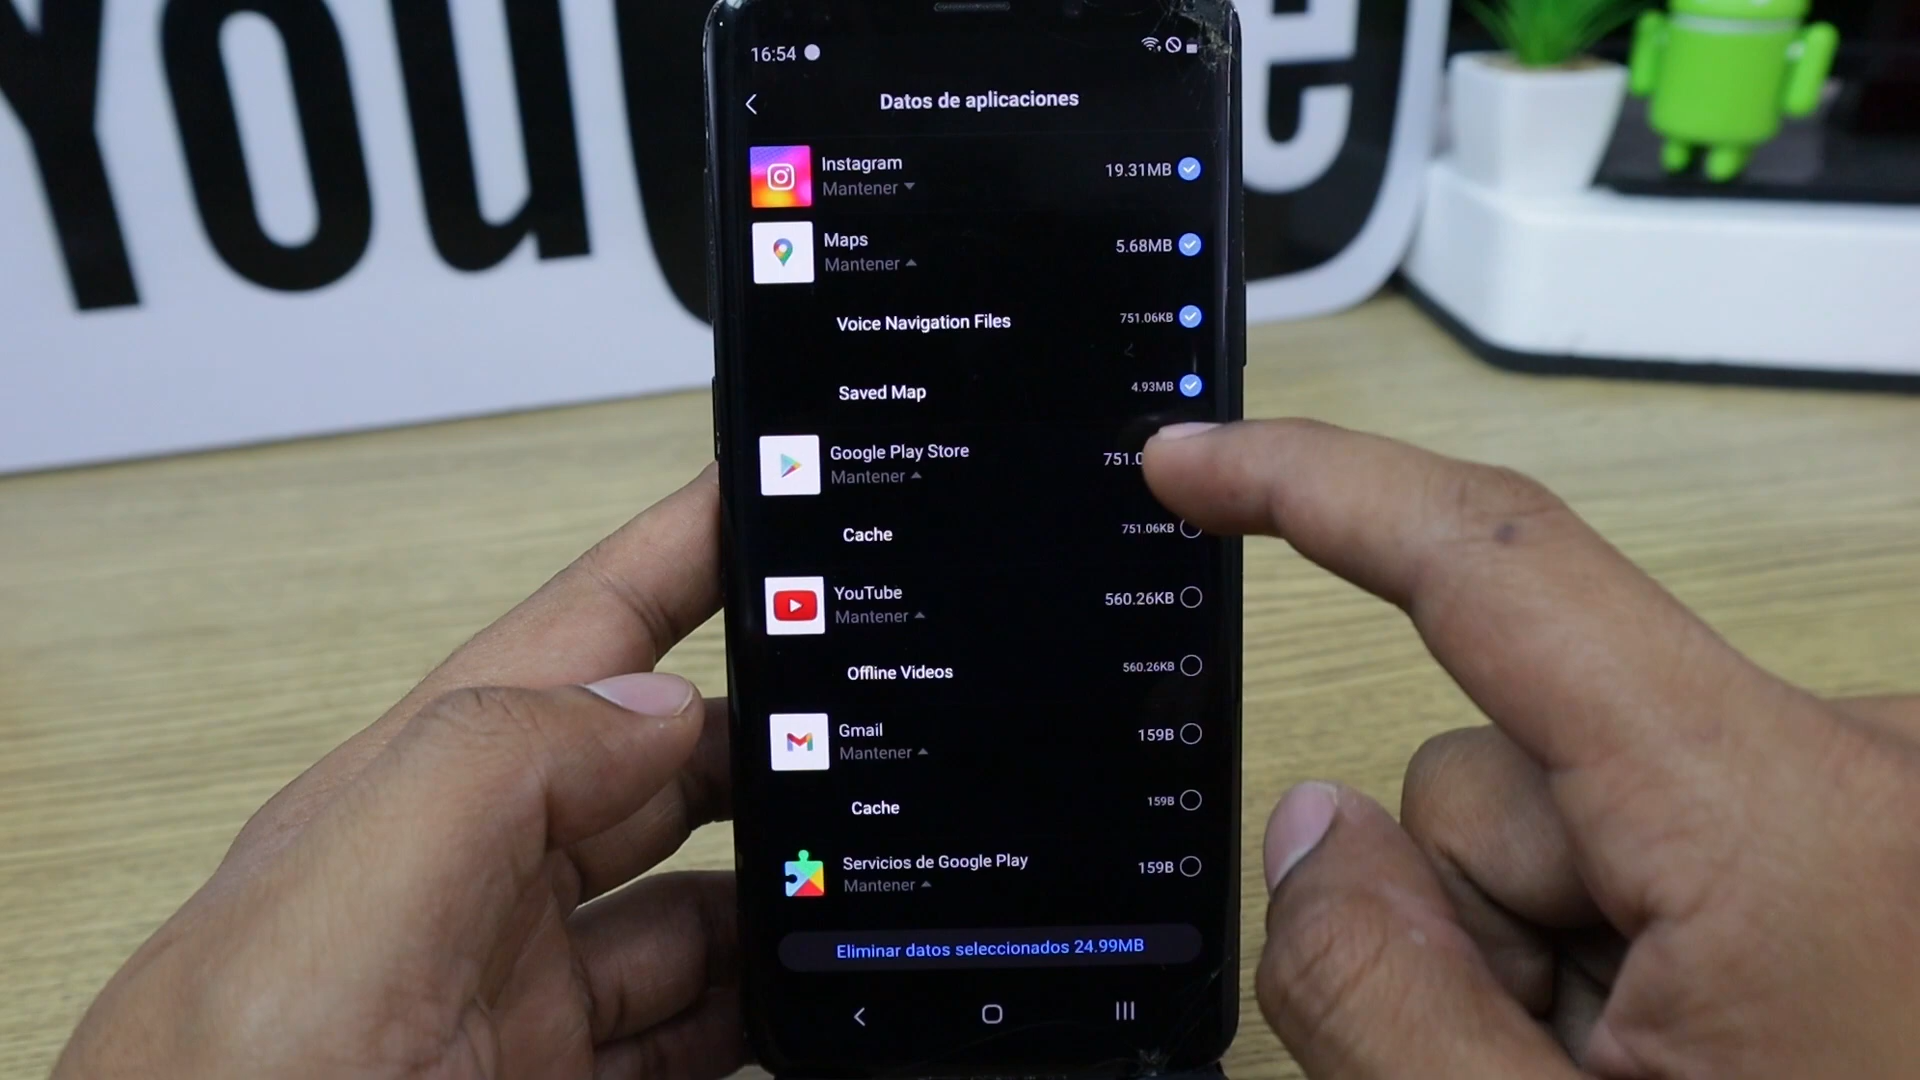 You
e
16:54
Datos de aplicaciones
Instagram
Mantener
19.31MB
Maps
Mantener
5.68MB
Voice Navigation Files
751.06KB
Saved Map
4.93MB
Google Play Store
Mantener
751.0
Cache
751.06KB
YouTube
Mantener
560.26KB
Offline Videos
560.26KB
Gmail
Mantener
159B
Cache
159B
Servicios de Google Play
Mantener
159B
Eliminar datos seleccionados 24.99MB